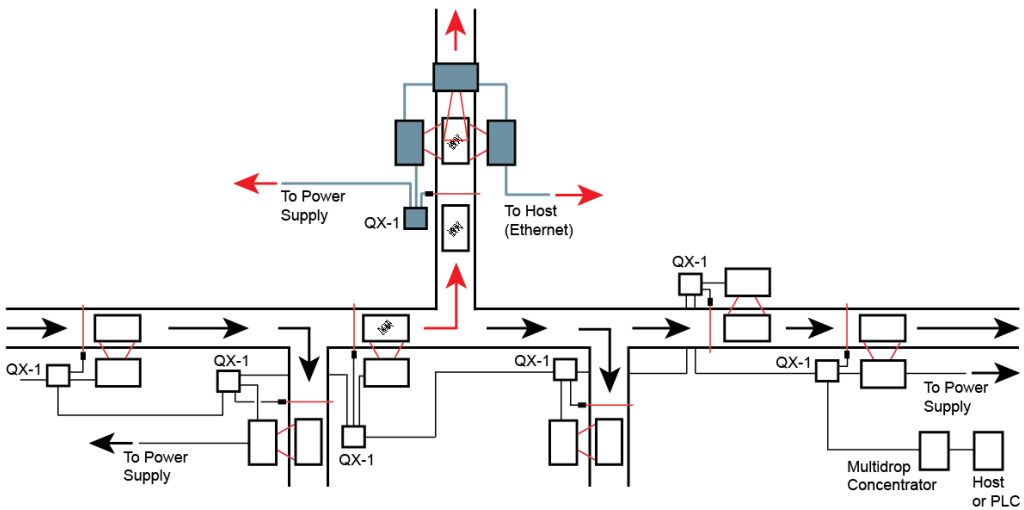 To Power
Supply
QX-1
To Host
(Ethernet)
QX-1
QX-1
QX-1
QX-1
QX-1
QX-1
To Power
Supply
To Power
Supply
Multidrop
Concentrator
Host
or PLC